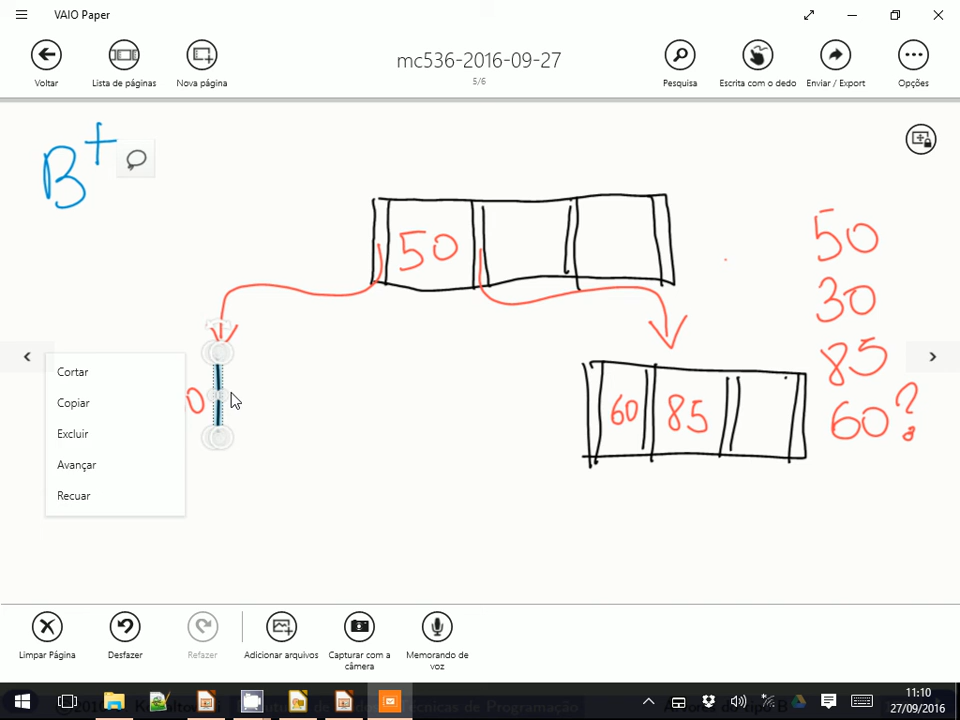 VAIO Paper
Voltar
Lista de páginas
Nova página
mc536-2016-09-27
5/6
Pesquisa
Escrita com o dedo
Enviar / Export
Opções
B+
50
50
30
85
60?
60 85
0
Cortar
Copiar
Excluir
Avançar
Recuar
Limpar Página
Desfazer
Refazer
Adicionar arquivos
Capturar com a
câmera
Memorando de
voz
11:10
27/09/2016